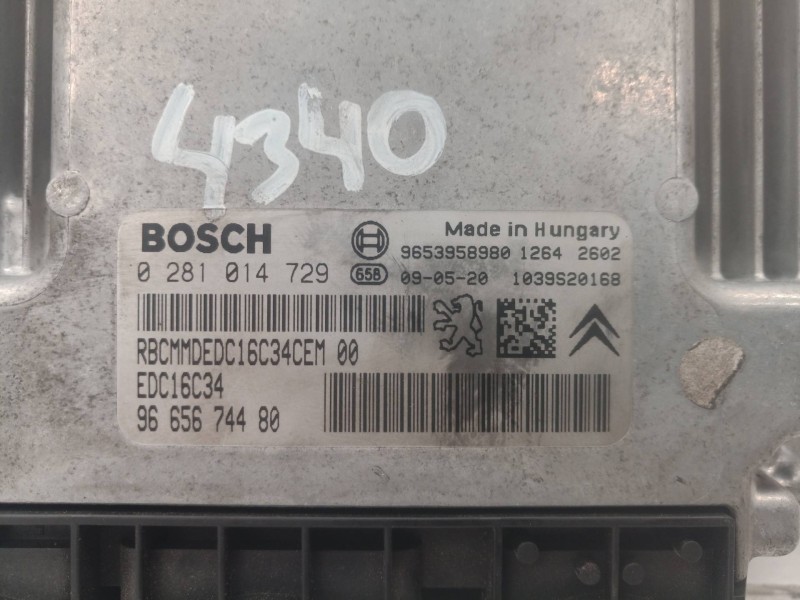 4340
BOSCH
Made in Hungary
9653958980 1264 2602
0 281 014 729 658 09-05-20 1039S20168
RBCMMDEDC16C34CEM 00
EDC16C34
96 656 744 80